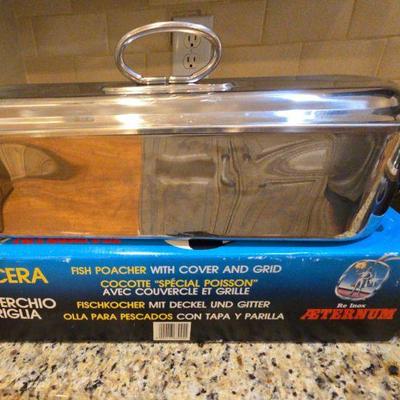 CERA
PERCHIO
RIGLIA
FISH POACHER WITH COVER AND GRID
COCOTTE "SPÉCIAL POISSON"
AVEC COUVERCLE ET GRILLE
FISCHKOCHER MIT DECKEL UND GITTER
OLLA PARA PESCADOS CON TAPA Y PARILLA
Re Inox
ÆTERNUM